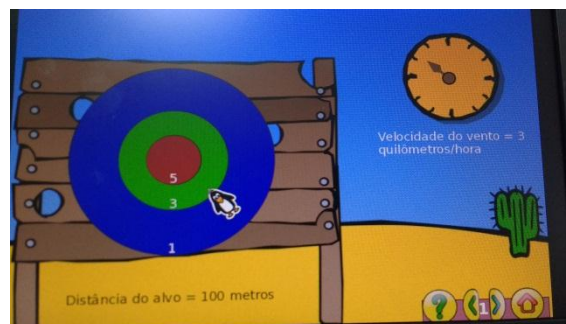 Velocidade do vento = 3
quilômetros/hora
5
3
1
Distância do alvo = 100 metros
?
1